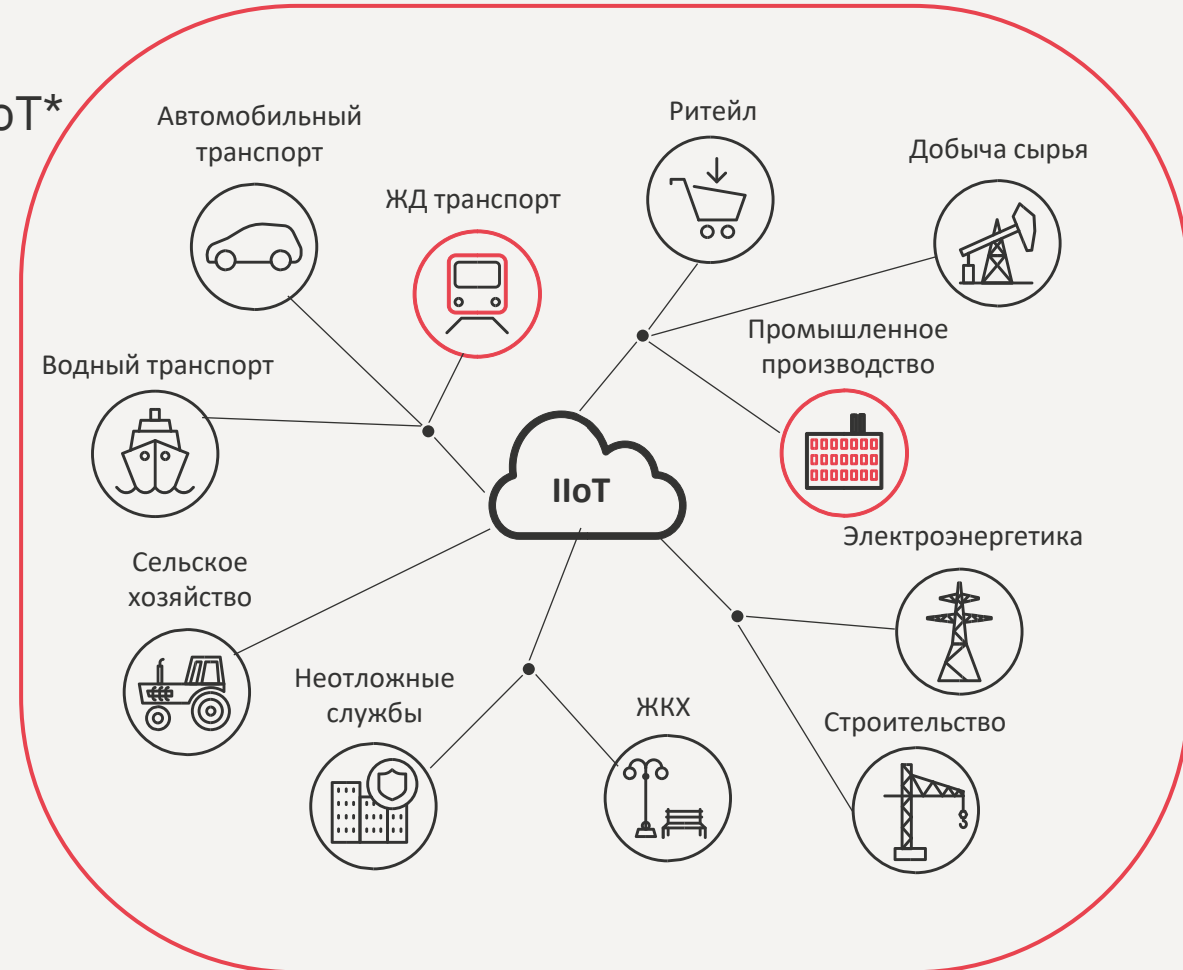 оТ*
Автомобильный
транспорт
Ритейл
Добыча сырья
ЖД транспорт
Промышленное
производство
Водный транспорт
IIoT
Электроэнергетика
Сельское
хозяйство
Неотложные
службы
ЖКХ
Строительство